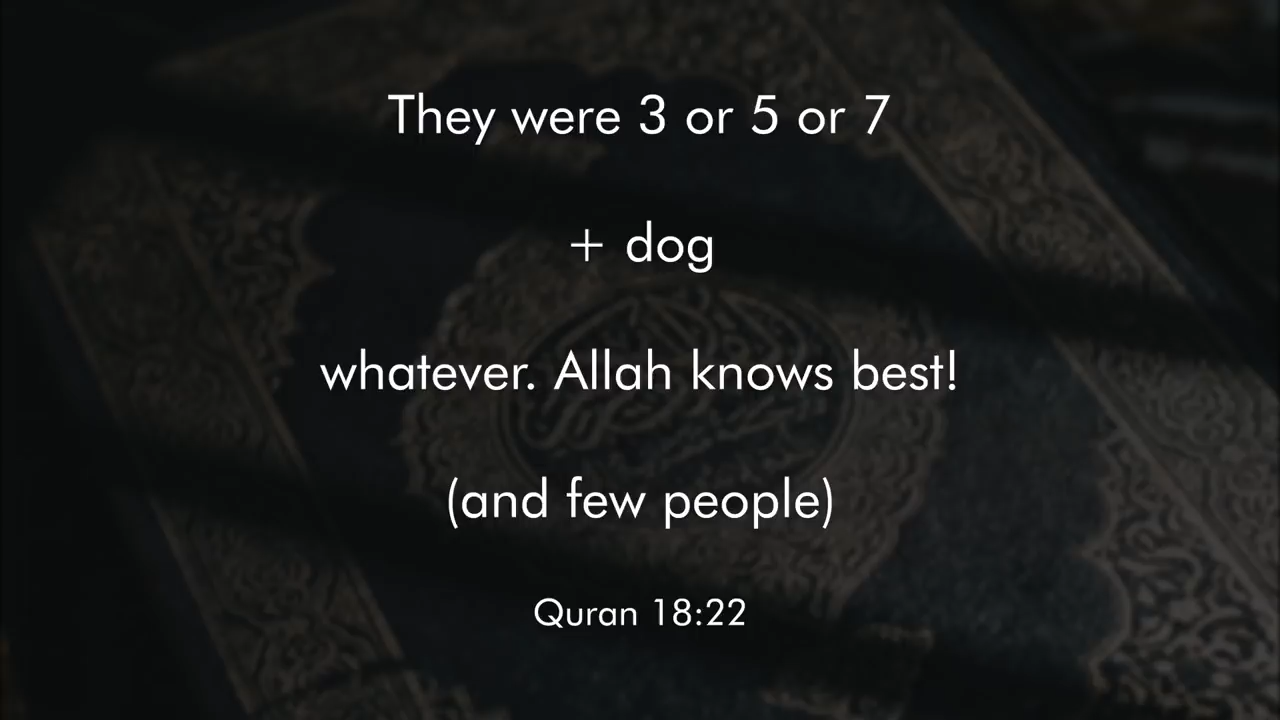 They were 3 or 5 or 7
+ dog
whatever. Allah knows best!
(and few people)
Quran 18:22